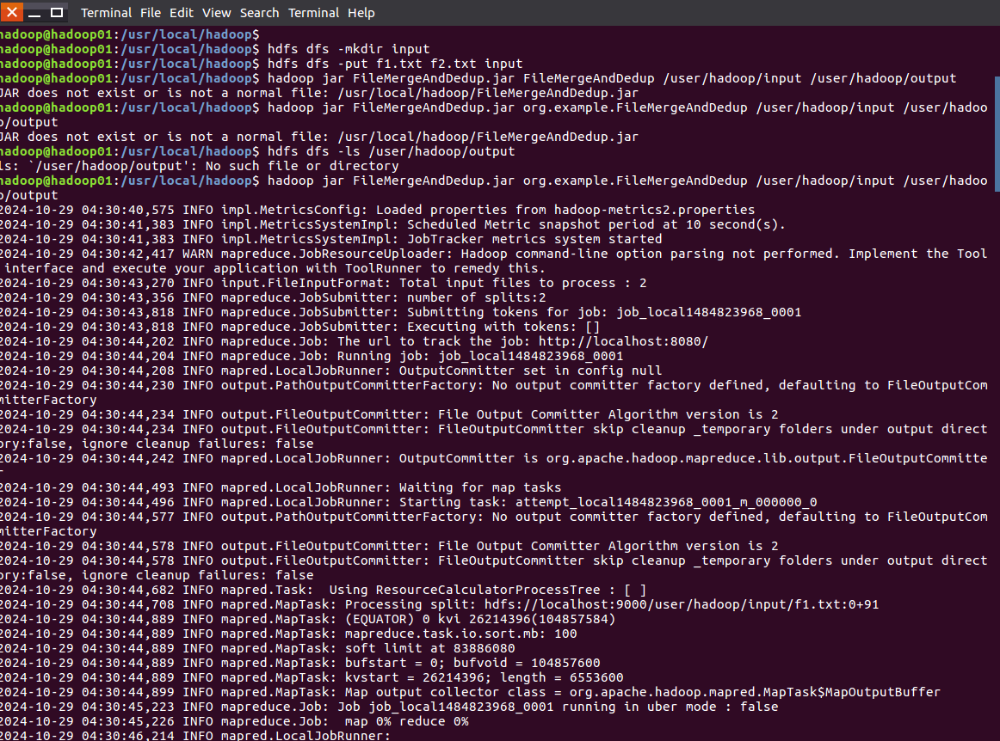 Terminal File Edit View Search Terminal Help
hadoop@hadoop01:/usr/local/hadoop$
hadoop@hadoop01:/usr/local/hadoop$ hdfs dfs -mkdir input
hadoop@hadoop01:/usr/local/hadoop$ hdfs dfs -put f1.txt f2.txt input
hadoop@hadoop01:/usr/local/hadoop$ hadoop jar FileMergeAndDedup.jar FileMergeAndDedup /user/hadoop/input /user/hadoop/output
JAR does not exist or is not a normal file: /usr/local/hadoop/FileMergeAndDedup.jar
hadoop@hadoop01:/usr/local/hadoop$ hadoop jar FileMergeAndDedup.jar org.example.FileMergeAndDedup /user/hadoop/input /user/hadoo
p/output
JAR does not exist or is not a normal file: /usr/local/hadoop/FileMergeAndDedup.jar
hadoop@hadoop01:/usr/local/hadoop$ hdfs dfs -ls /user/hadoop/output
ls: `/user/hadoop/output': No such file or directory
hadoop@hadoop01:/usr/local/hadoop$ hadoop jar FileMergeAndDedup.jar org.example.FileMergeAndDedup /user/hadoop/input /user/hadoo
p/output
2024-10-29 04:30:40,575 INFO impl.MetricsConfig: Loaded properties from hadoop-metrics2.properties
2024-10-29 04:30:41,383 INFO impl.MetricsSystemImpl: Scheduled Metric snapshot period at 10 second(s).
2024-10-29 04:30:41,383 INFO impl.MetricsSystemImpl: JobTracker metrics system started
2024-10-29 04:30:42,417 WARN mapreduce.JobResourceUploader: Hadoop command-line option parsing not performed. Implement the Tool
interface and execute your application with ToolRunner to remedy this.
2024-10-29 04:30:43,270 INFO input.FileInputFormat: Total input files to process : 2
2024-10-29 04:30:43,356 INFO mapreduce.JobSubmitter: number of splits:2
2024-10-29 04:30:43,818 INFO mapreduce.JobSubmitter: Submitting tokens for job: job_local1484823968_0001
2024-10-29 04:30:43,818 INFO mapreduce.JobSubmitter: Executing with tokens: []
2024-10-29 04:30:44,202 INFO mapreduce.Job: The url to track the job: http://localhost:8080/
2024-10-29 04:30:44,204 INFO mapreduce.Job: Running job: job_local1484823968_0001
2024-10-29 04:30:44,208 INFO mapred.LocalJobRunner: OutputCommitter set in config null
2024-10-29 04:30:44,230 INFO output.PathOutputCommitterFactory: No output committer factory defined, defaulting to FileOutputCom
mitterFactory
2024-10-29 04:30:44,234 INFO output.FileOutputCommitter: File Output Committer Algorithm version is 2
2024-10-29 04:30:44,234 INFO output.FileOutputCommitter: FileOutputCommitter skip cleanup _temporary folders under output direct
ory:false, ignore cleanup failures: false
2024-10-29 04:30:44,242 INFO mapred.LocalJobRunner: OutputCommitter is org.apache.hadoop.mapreduce.lib.output.FileOutputCommitte
r
2024-10-29 04:30:44,493 INFO mapred.LocalJobRunner: Waiting for map tasks
2024-10-29 04:30:44,496 INFO mapred.LocalJobRunner: Starting task: attempt_local1484823968_0001_m_000000_0
2024-10-29 04:30:44,577 INFO output.PathOutputCommitterFactory: No output committer factory defined, defaulting to FileOutputCom
mitterFactory
2024-10-29 04:30:44,578 INFO output.FileOutputCommitter: File Output Committer Algorithm version is 2
2024-10-29 04:30:44,578 INFO output.FileOutputCommitter: FileOutputCommitter skip cleanup _temporary folders under output direct
ory:false, ignore cleanup failures: false
2024-10-29 04:30:44,682 INFO mapred.Task:  Using ResourceCalculatorProcessTree : [ ]
2024-10-29 04:30:44,708 INFO mapred.MapTask: Processing split: hdfs://localhost:9000/user/hadoop/input/f1.txt:0+91
2024-10-29 04:30:44,889 INFO mapred.MapTask: (EQUATOR) 0 kvi 26214396(104857584)
2024-10-29 04:30:44,889 INFO mapred.MapTask: mapreduce.task.io.sort.mb: 100
2024-10-29 04:30:44,889 INFO mapred.MapTask: soft limit at 83886080
2024-10-29 04:30:44,889 INFO mapred.MapTask: bufstart = 0; bufvoid = 104857600
2024-10-29 04:30:44,889 INFO mapred.MapTask: kvstart = 26214396; length = 6553600
2024-10-29 04:30:44,899 INFO mapred.MapTask: Map output collector class = org.apache.hadoop.mapred.MapTask$MapOutputBuffer
2024-10-29 04:30:45,223 INFO mapreduce.Job: Job job_local1484823968_0001 running in uber mode : false
2024-10-29 04:30:45,226 INFO mapreduce.Job:  map 0% reduce 0%
2024-10-29 04:30:46,214 INFO mapred.LocalJobRunner: